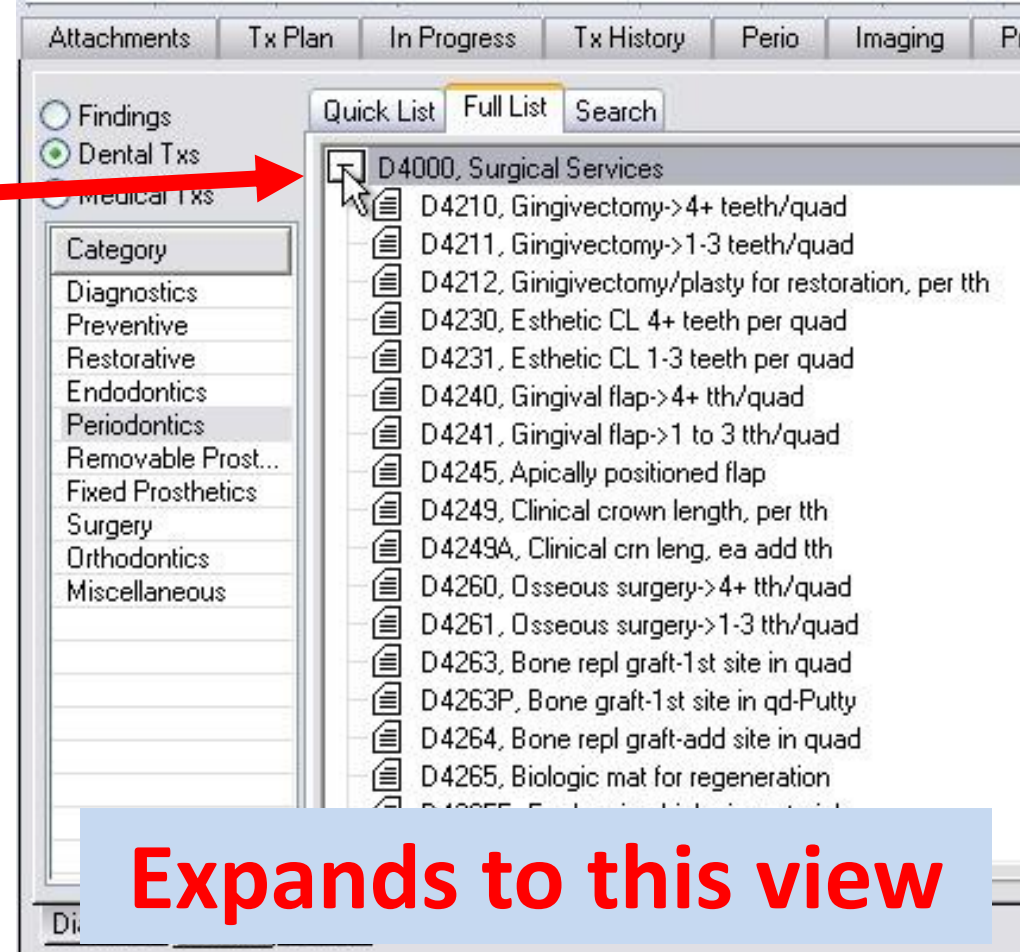 Attachments Tx Plan In Progress Tx History Perio Imaging
Findings
Dental Txs
Medical Txs
Quick List Full List Search
D4000, Surgical Services
D4210, Gingivectomy->4+ teeth/quad
D4211, Gingivectomy->1-3 teeth/quad
D4212, Ginigivectomy/plasty for restoration, per tth
D4230, Esthetic CL 4+ teeth per quad
D4231, Esthetic CL 1-3 teeth per quad
D4240, Gingival flap->4+ tth/quad
D4241, Gingival flap->1 to 3 tth/quad
D4245, Apically positioned flap
D4249, Clinical crown length, per tth
D4249A, Clinical crn leng, ea add tth
D4260, Osseous surgery->4+ tth/quad
D4261, Osseous surgery->1-3 tth/quad
D4263, Bone repl graft-1st site in quad
D4263P, Bone graft-1st site in qd-Putty
D4264, Bone repl graft-add site in quad
D4265, Biologic mat for regeneration
Category
Diagnostics
Preventive
Restorative
Endodontics
Periodontics
Removable Prost...
Fixed Prosthetics
Surgery
Orthodontics
Miscellaneous
Expands to this view